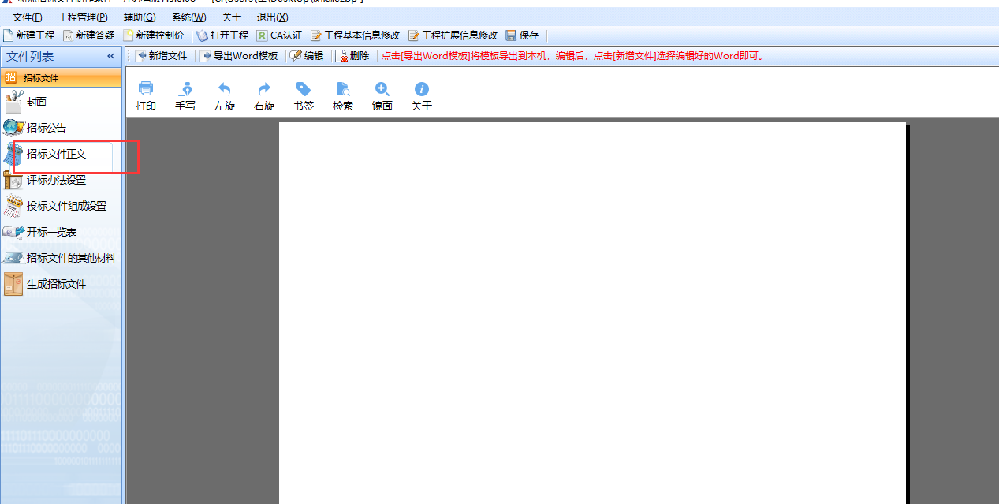 文件(F) 工程管理(P) 辅助(G) 系统(W) 关于 退出(X)
新建工程 新建答疑 新建控制价 打开工程 CA认证 工程基本信息修改 工程扩展信息修改 保存
文件列表 «
新增文件 导出Word模板 编辑 删除 点击[导出Word模板]将模板导出到本机，编辑后，点击[新增文件]选择编辑好的Word即可。
招 招标文件
打印 手写 左旋 右旋 书签 检索 镜面 关于
封面
招标公告
招标文件正文
评标办法设置
投标文件组成设置
开标一览表
招标文件的其他材料
生成招标文件